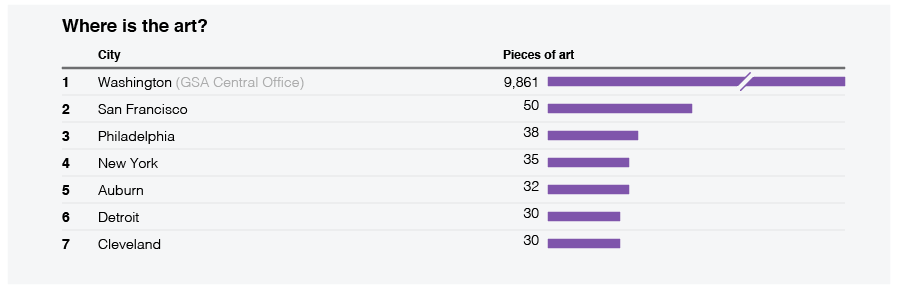 Where is the art?
City Pieces of art
1 Washington (GSA Central Office) 9,861
2 San Francisco 50
3 Philadelphia 38
4 New York 35
5 Auburn 32
6 Detroit 30
7 Cleveland 30